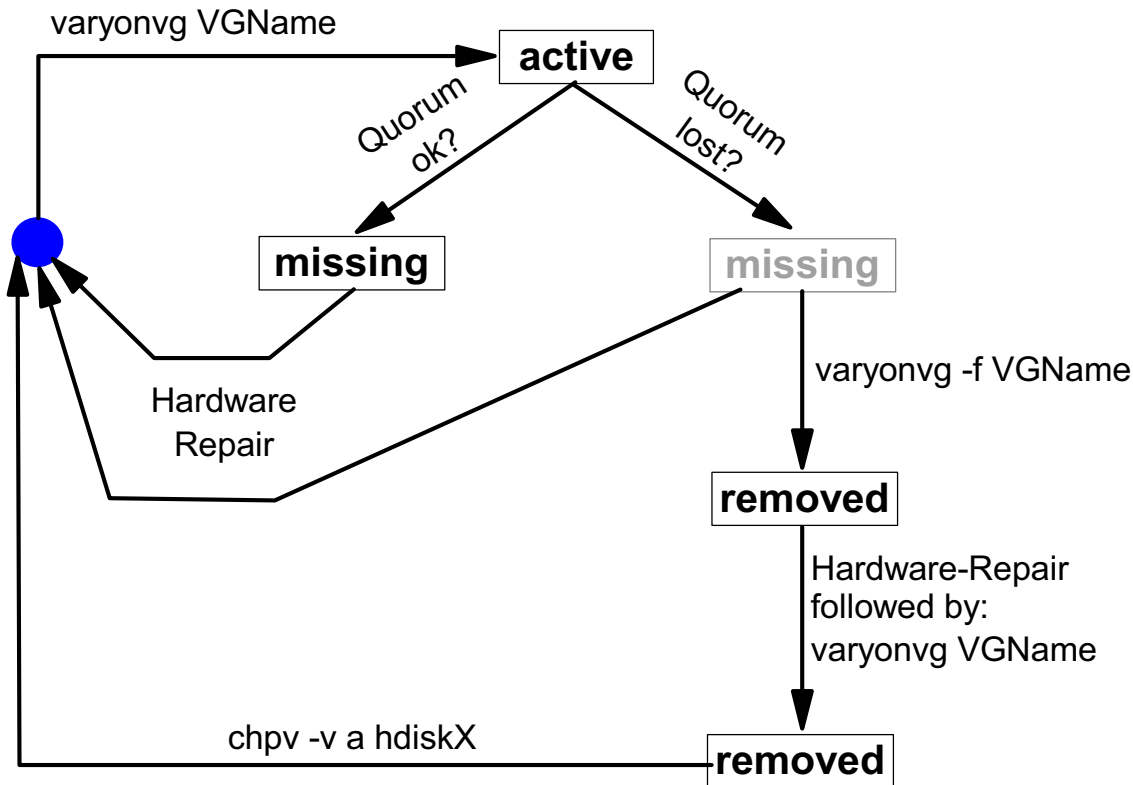 varyonvg VGName
active
Quorum
ok?
Quorum
lost?
missing
missing
Hardware
Repair
varyonvg -f VGName
removed
Hardware-Repair
followed by:
varyonvg VGName
chpv -v a hdiskX
removed